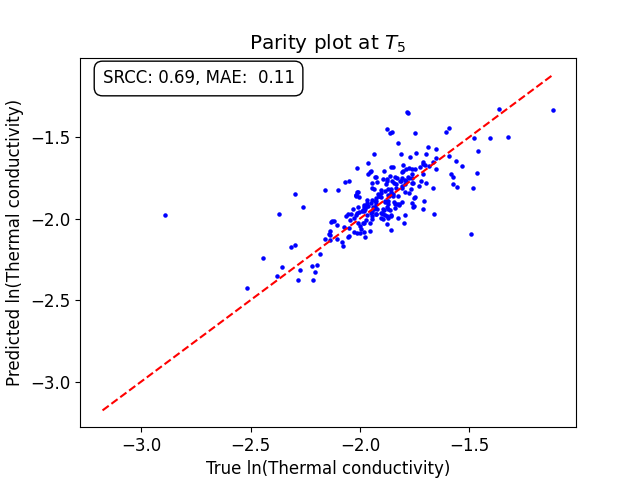 Parity plot at T5
SRCC: 0.69, MAE:  0.11
−1.5
−2.0
−2.5
−3.0
Predicted ln(Thermal conductivity)
−3.0 −2.5 −2.0 −1.5
True ln(Thermal conductivity)